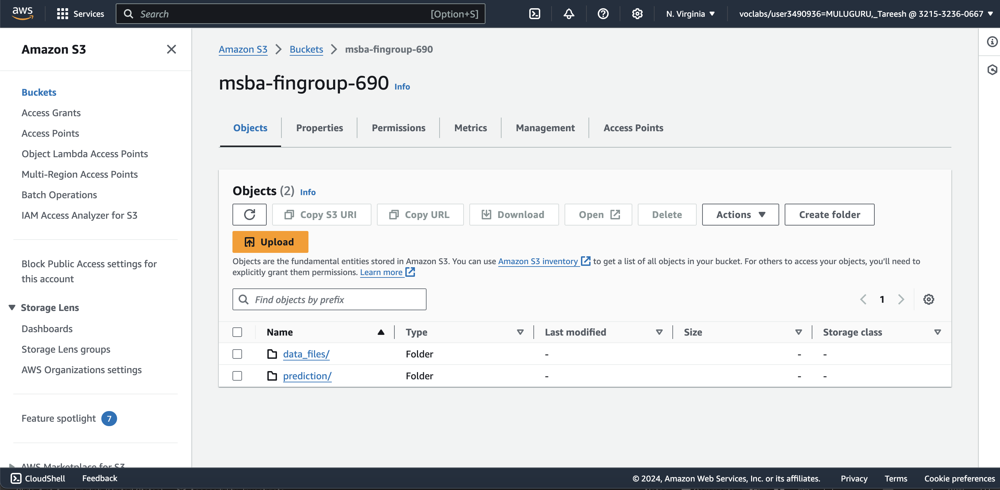 aws
Services
Search
[Option+S]
N. Virginia
voclabs/user3490936=MULUGURU,_Tareesh @ 3215-3236-0667
Amazon S3
Buckets
Access Grants
Access Points
Object Lambda Access Points
Multi-Region Access Points
Batch Operations
IAM Access Analyzer for S3
Block Public Access settings for
this account
Storage Lens
Dashboards
Storage Lens groups
AWS Organizations settings
Feature spotlight 7
AWS Marketplace for S3
Amazon S3 > Buckets > msba-fingroup-690
msba-fingroup-690 Info
Objects Properties Permissions Metrics Management Access Points
Objects (2) Info
Copy S3 URI Copy URL Download Open Delete Actions Create folder
Upload
Objects are the fundamental entities stored in Amazon S3. You can use Amazon S3 inventory to get a list of all objects in your bucket. For others to access your objects, you’ll need to
explicitly grant them permissions. Learn more
Find objects by prefix
1
Name Type Last modified Size Storage class
data_files/ Folder - - -
prediction/ Folder - - -
CloudShell Feedback © 2024, Amazon Web Services, Inc. or its affiliates. Privacy Terms Cookie preferences